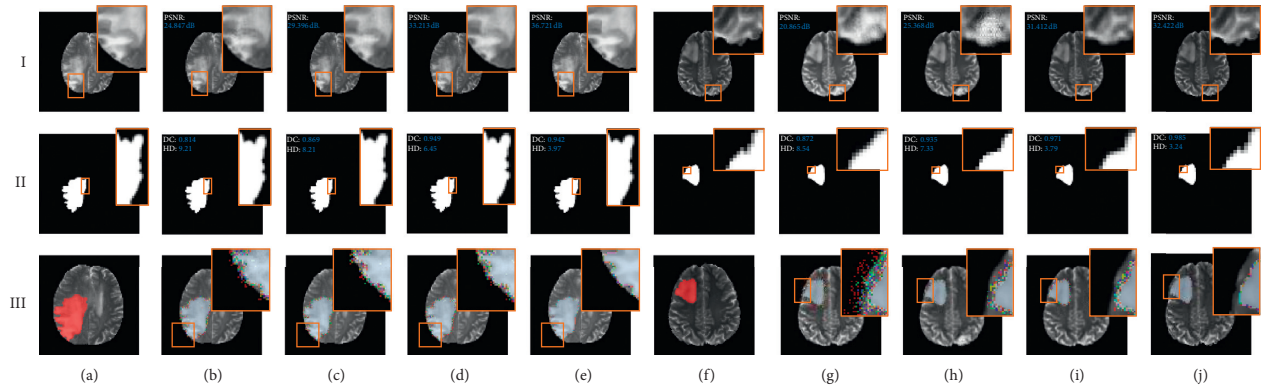 I
PSNR:
24.847 dB
PSNR:
29.396 dB
PSNR:
33.213 dB
PSNR:
36.721 dB
PSNR:
20.865 dB
PSNR:
25.368 dB
PSNR:
31.412 dB
PSNR:
32.422 dB
II
DC: 0.814
HD: 9.21
DC: 0.869
HD: 8.21
DC: 0.949
HD: 6.45
DC: 0.942
HD: 3.97
DC: 0.872
HD: 8.54
DC: 0.935
HD: 7.33
DC: 0.971
HD: 3.79
DC: 0.985
HD: 3.24
III
(a) (b) (c) (d) (e) (f) (g) (h) (i) (j)